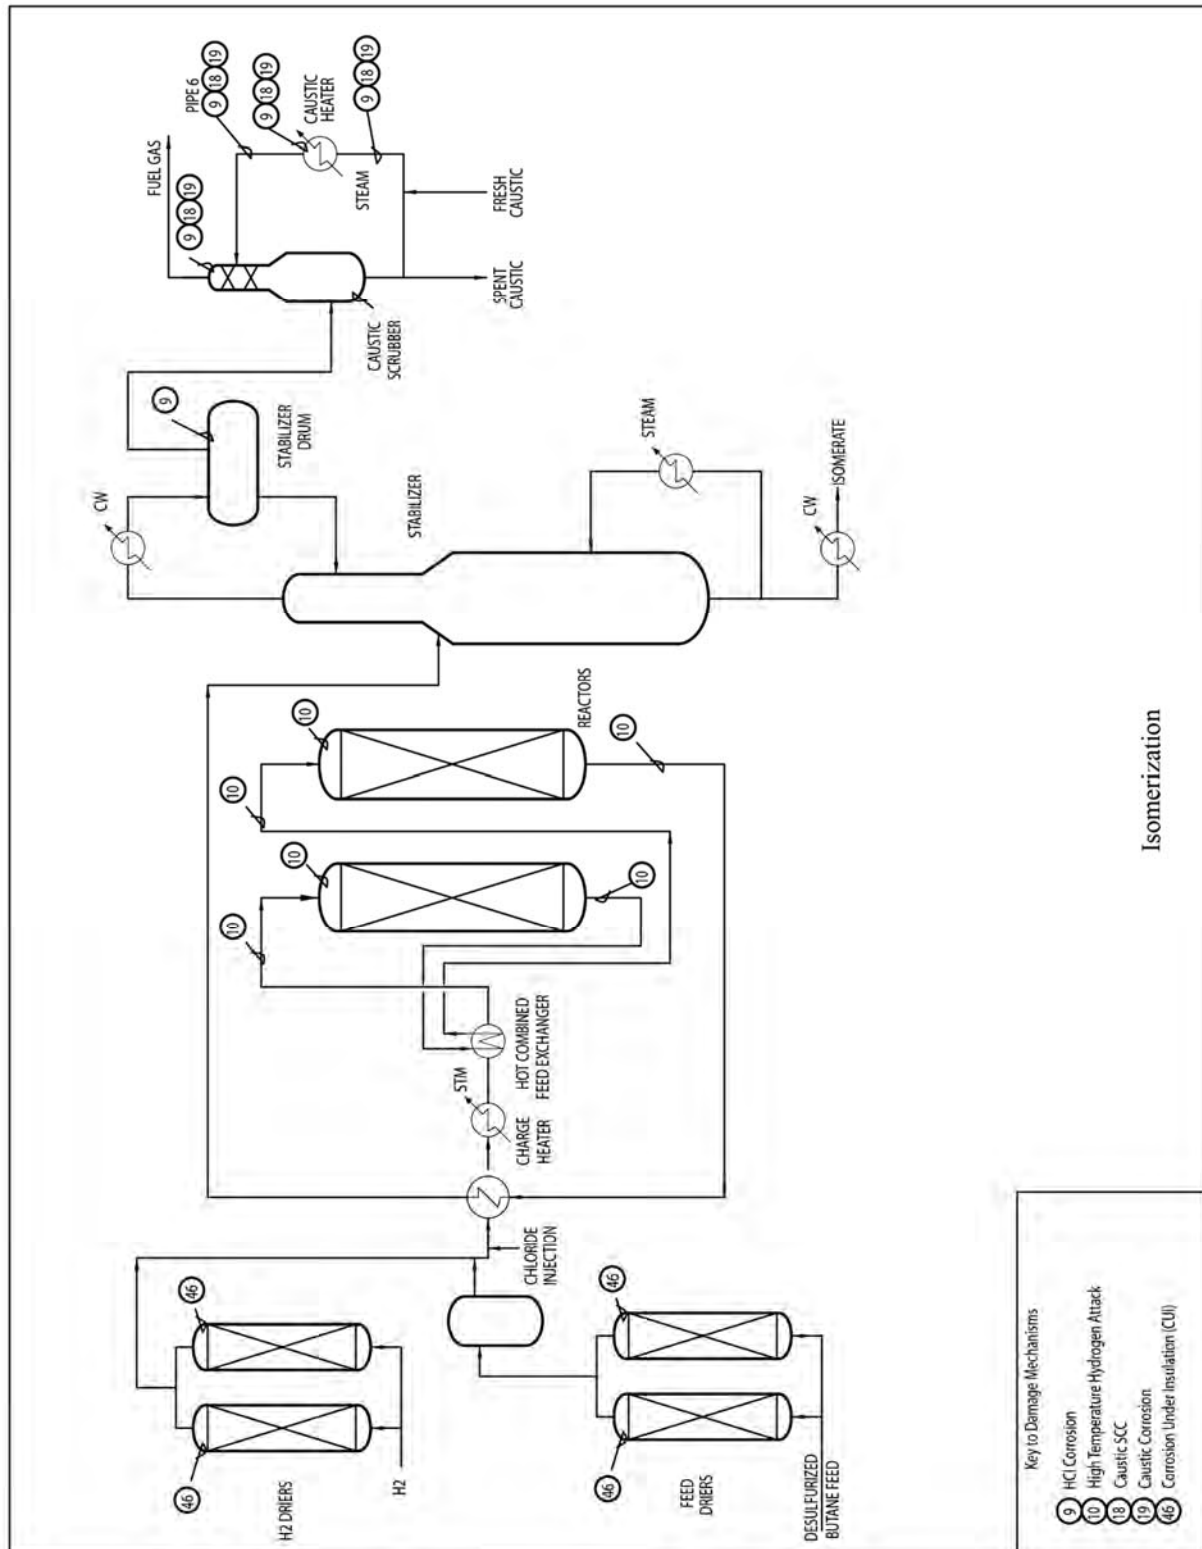 46
46
H2 DRIERS
H2
46
46
FEED
DRIERS
DESULFURIZED
BUTANE FEED
CHLORIDE
INJECTION
CHARGE
HEATER
STM
HOT COMBINED
FEED EXCHANGER
10
10
10
10
10
10
REACTORS
STABILIZER
CW
9
STABILIZER
DRUM
STEAM
CW
ISOMERATE
FUEL GAS
9 18 19
CAUSTIC
SCRUBBER
PIPE 6
9 18 19
9 18 19
CAUSTIC
HEATER
STEAM
9 18 19
SPENT
CAUSTIC
FRESH
CAUSTIC
Key to Damage Mechanisms
9 HCl Corrosion
10 High Temperature Hydrogen Attack
18 Caustic SCC
19 Caustic Corrosion
46 Corrosion Under Insulation (CUI)
Isomerization